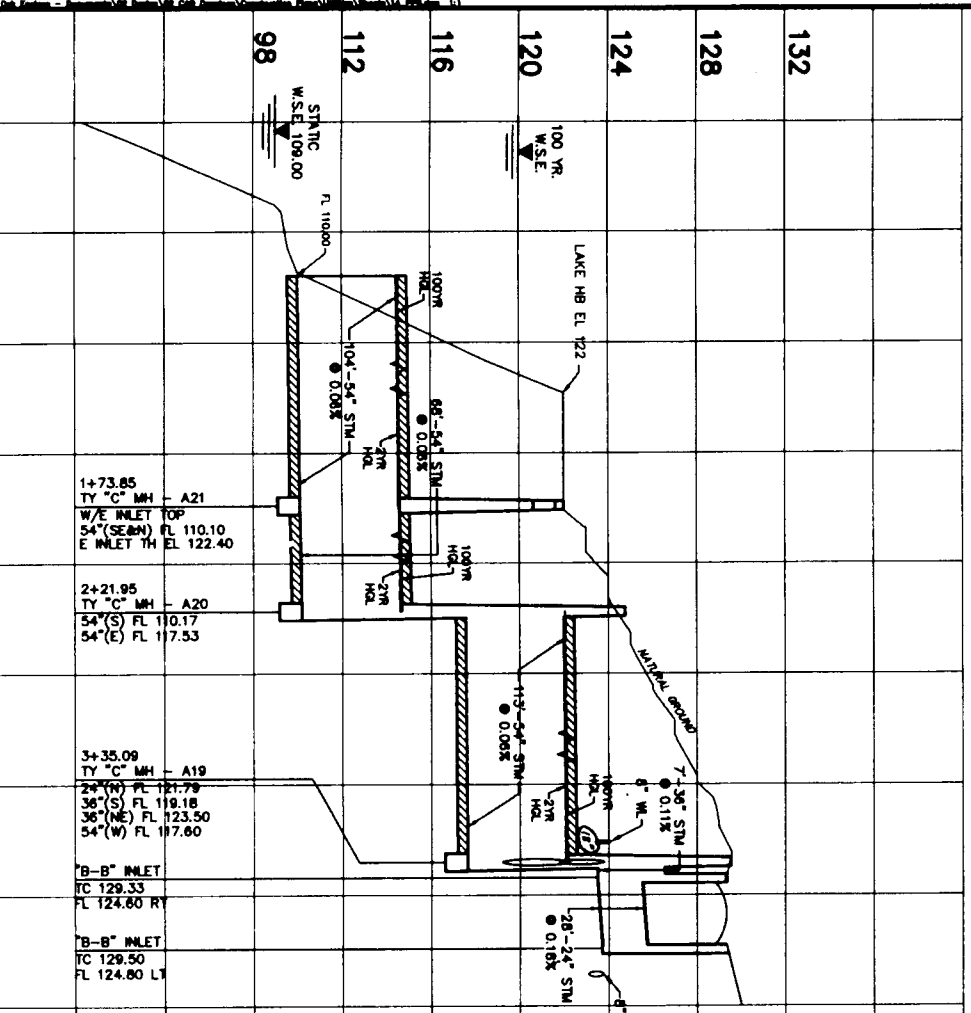 98
112
116
120
124
128
132
STATIC
W.S.E. 109.00
100 YR.
W.S.E.
FL 110.00
LAKE HB EL 122
100YR
HGL
104'-54" STM
@ 0.06%
2YR
HGL
68'-54" STM
@ 0.06%
100YR
HGL
2YR
HGL
NATURAL GROUND
113'-54" STM
@ 0.06%
2YR
HGL
100YR
HGL
8" WL
7'-36" STM
@ 0.11%
28'-24" STM
@ 0.18%
1+73.85
TY "C" MH - A21
W/E INLET TOP
54"(SE&N) FL 110.10
E INLET TH EL 122.40
2+21.95
TY "C" MH - A20
54"(S) FL 110.17
54"(E) FL 117.53
3+35.09
TY "C" MH - A19
24"(N) FL 121.79
36"(S) FL 119.18
36"(NE) FL 123.50
54"(W) FL 117.60
"B-B" INLET
TC 129.33
FL 124.60 RT
"B-B" INLET
TC 129.50
FL 124.80 LT